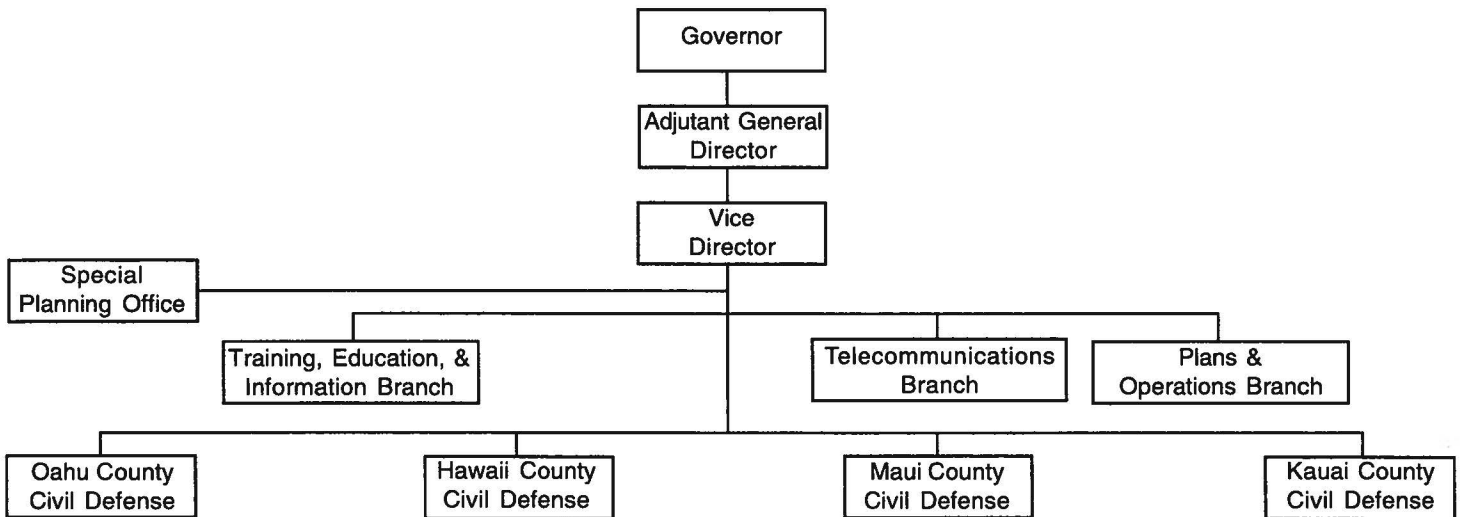 Governor
Adjutant General
Director
Vice
Director
Special
Planning Office
Training, Education, &
Information Branch
Telecommunications
Branch
Plans &
Operations Branch
Oahu County
Civil Defense
Hawaii County
Civil Defense
Maui County
Civil Defense
Kauai County
Civil Defense